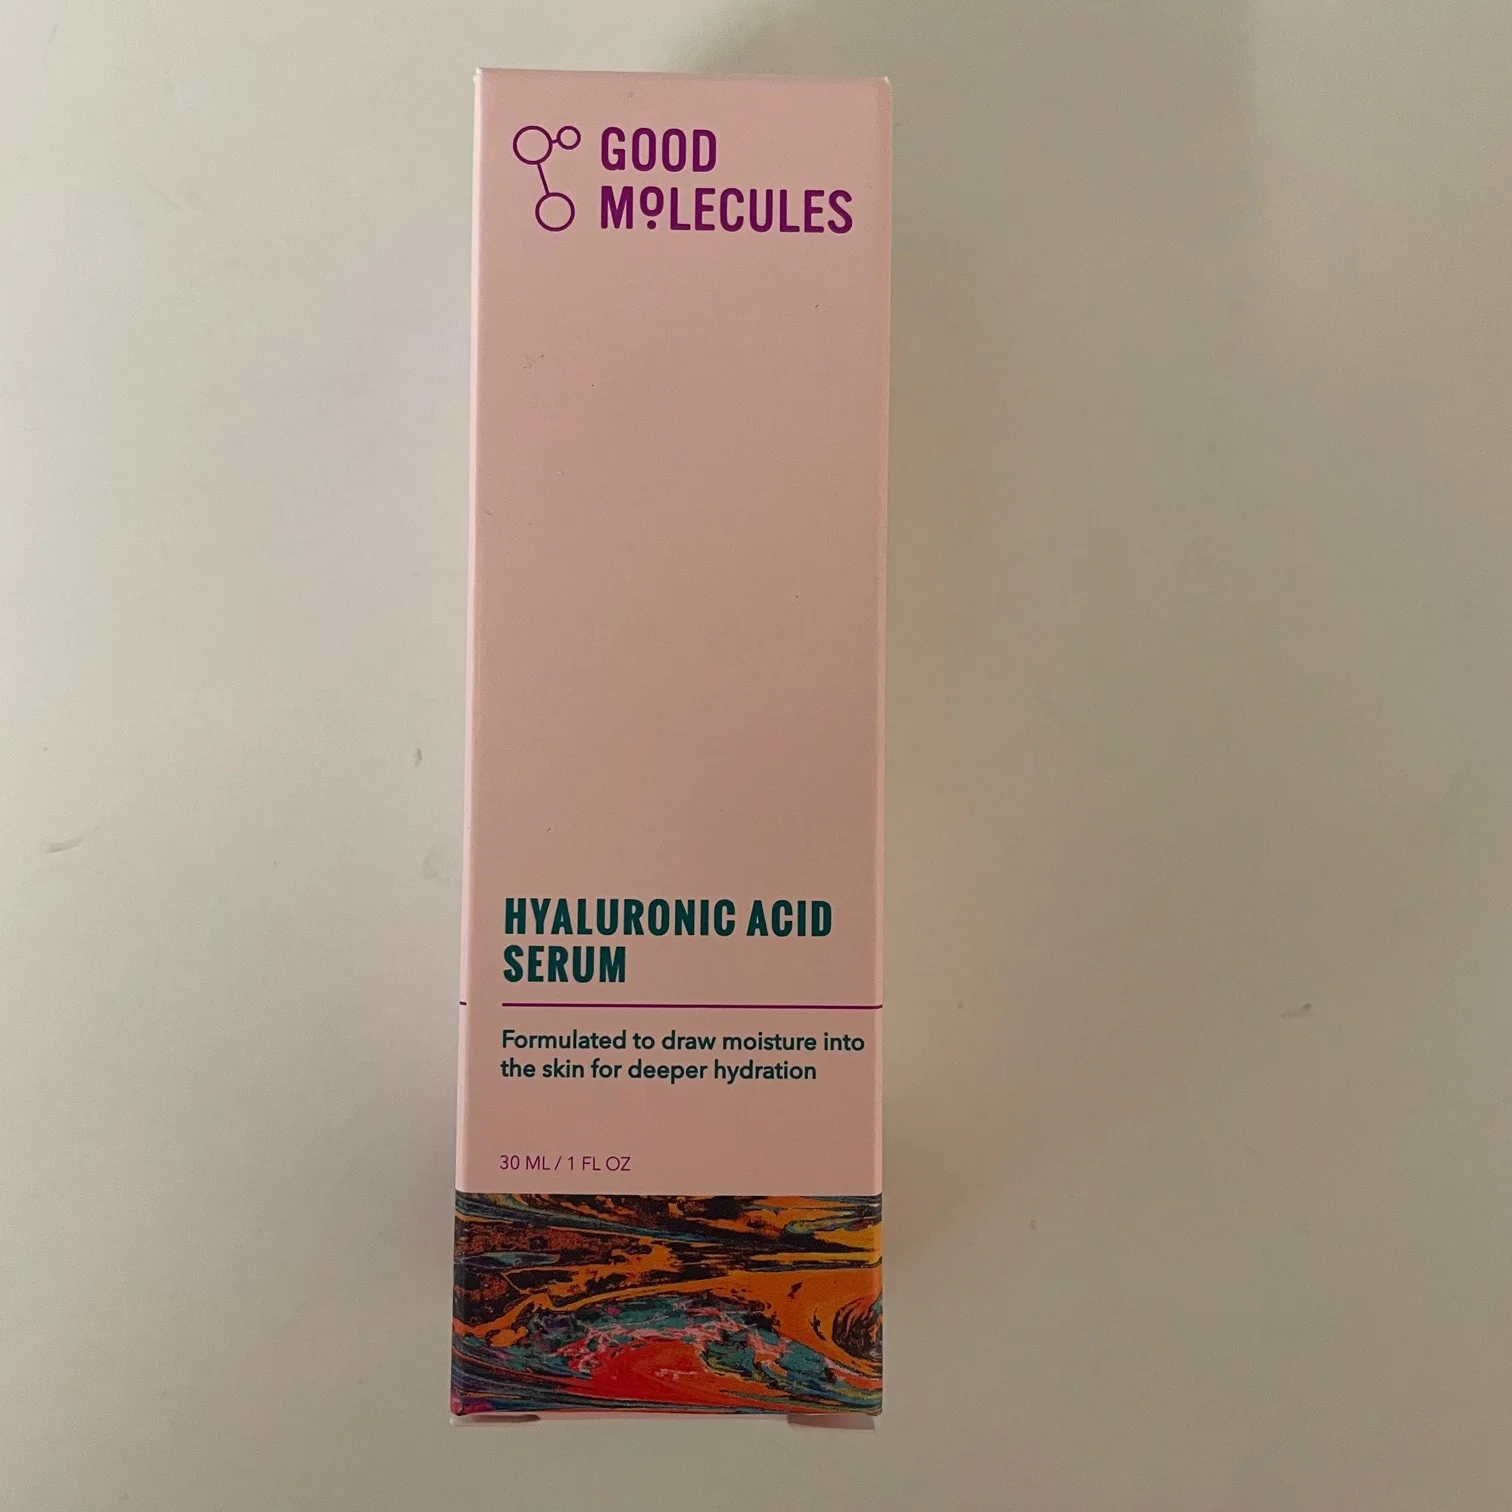 GOOD
MOLECULES
HYALURONIC ACID
SERUM
Formulated to draw moisture into
the skin for deeper hydration
30 ML / 1 FL OZ